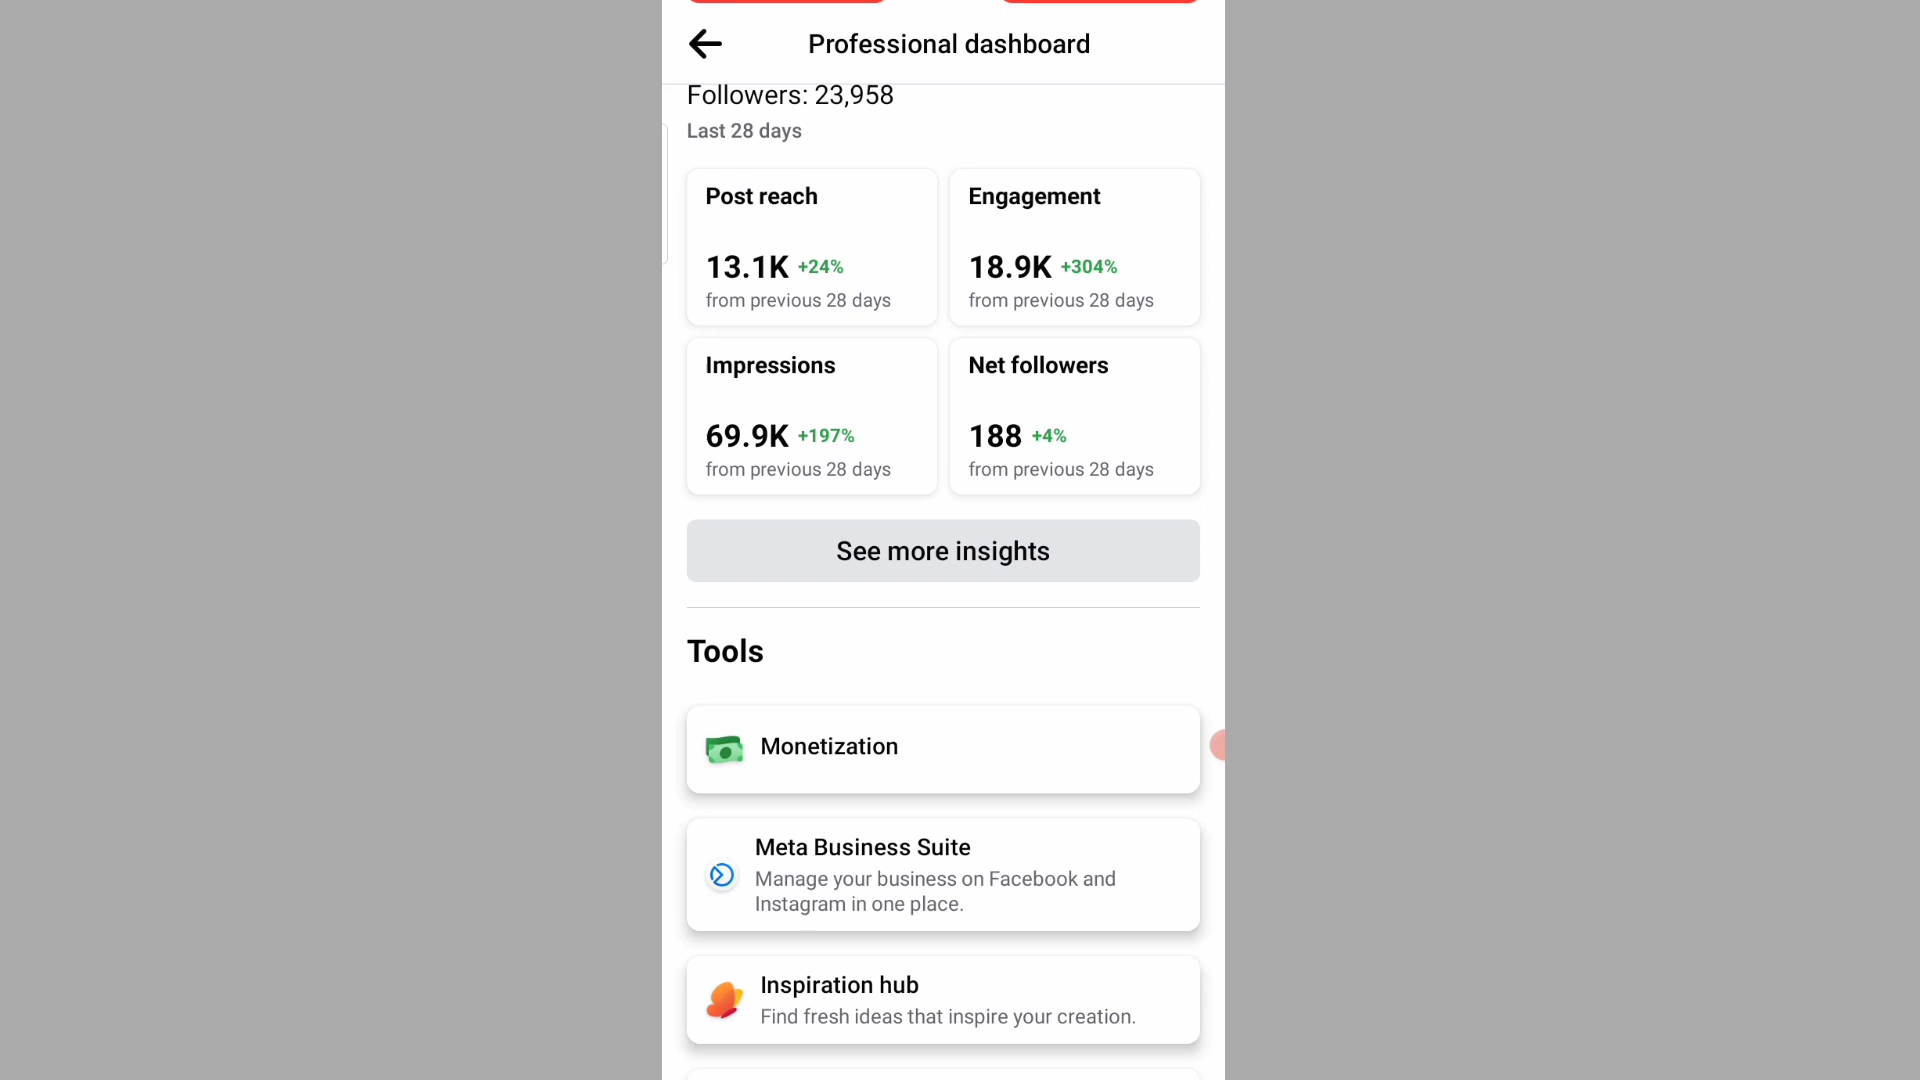 Professional dashboard
Followers: 23,958
Last 28 days
Post reach
13.1K +24%
from previous 28 days
Engagement
18.9K +304%
from previous 28 days
Impressions
69.9K +197%
from previous 28 days
Net followers
188 +4%
from previous 28 days
See more insights
Tools
Monetization
Meta Business Suite
Manage your business on Facebook and
Instagram in one place.
Inspiration hub
Find fresh ideas that inspire your creation.